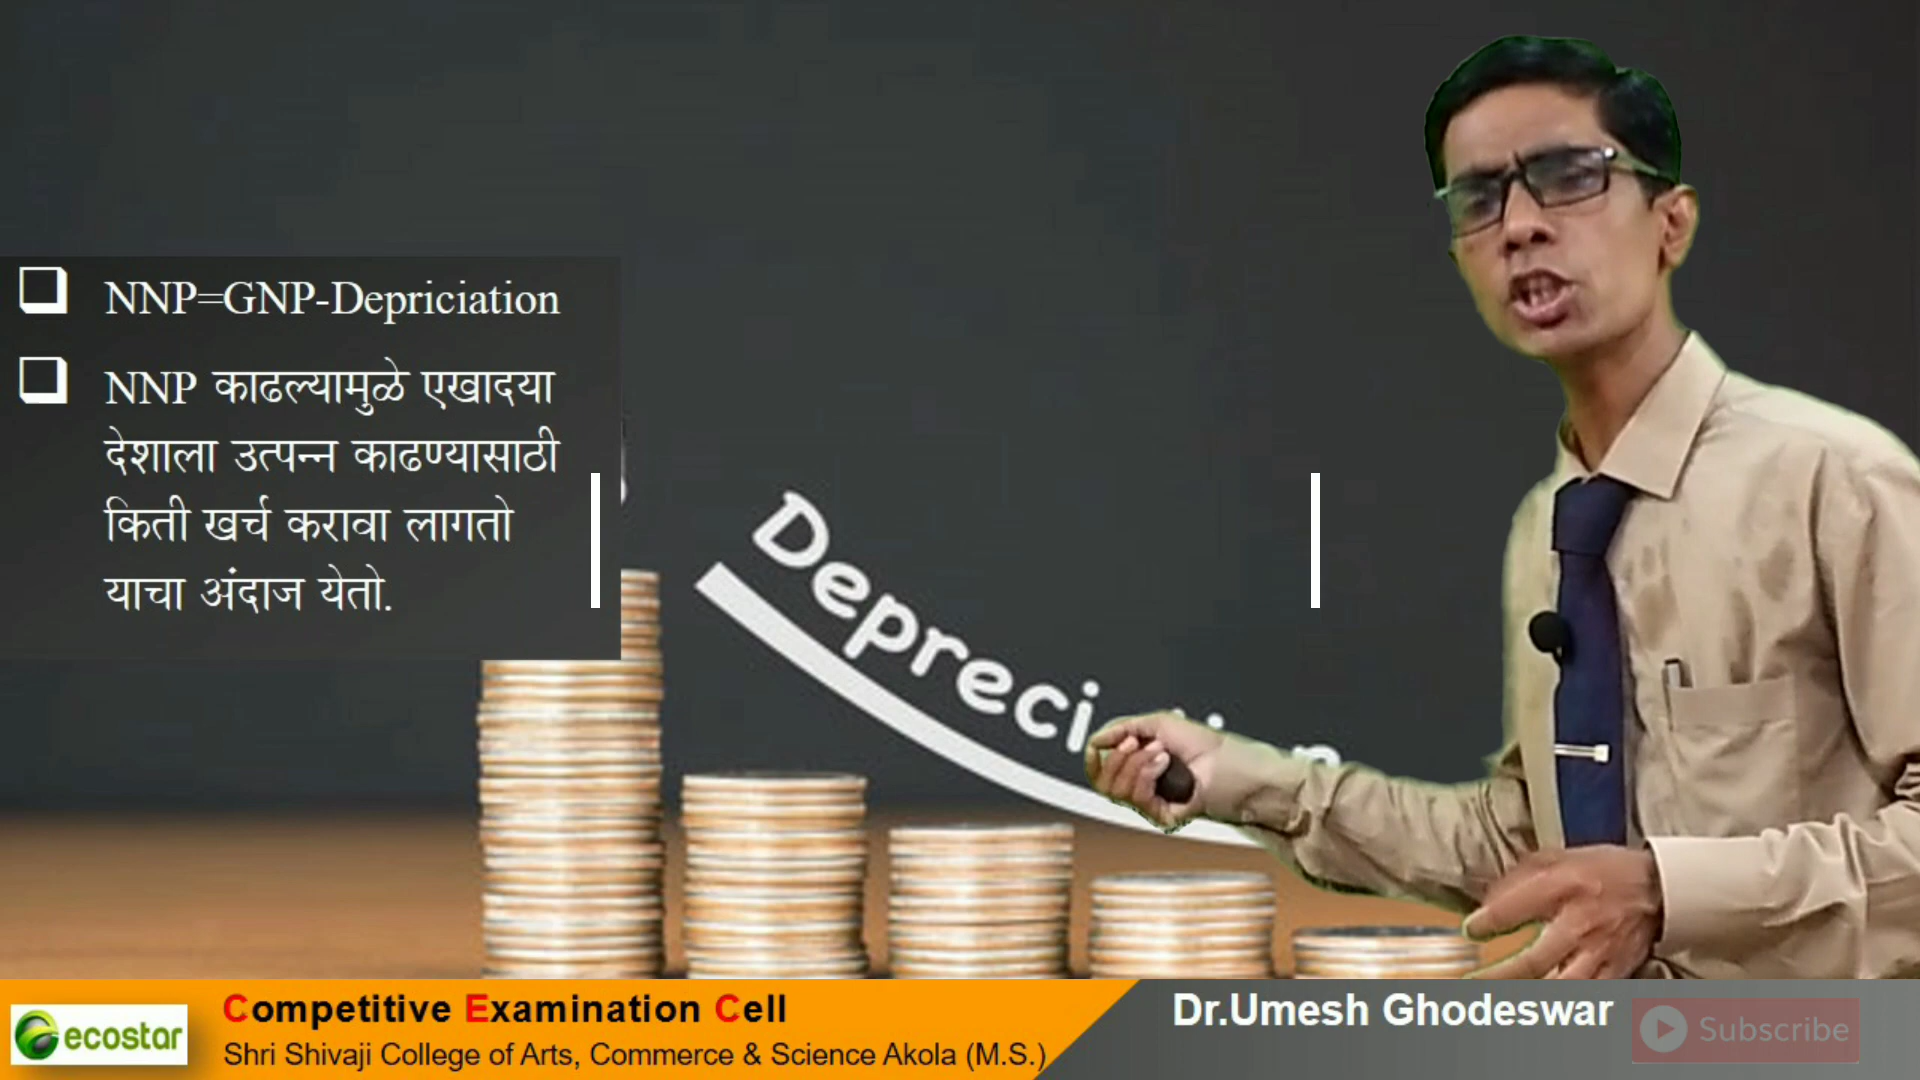 NNP=GNP-Depriciation
NNP काढल्यामुळे एखादया
देशाला उत्पन्न काढण्यासाठी
किती खर्च करावा लागतो
याचा अंदाज येतो.
ecostar
Competitive Examination Cell
Shri Shivaji College of Arts, Commerce & Science Akola (M.S.)
Dr.Umesh Ghodeswar
Subscribe